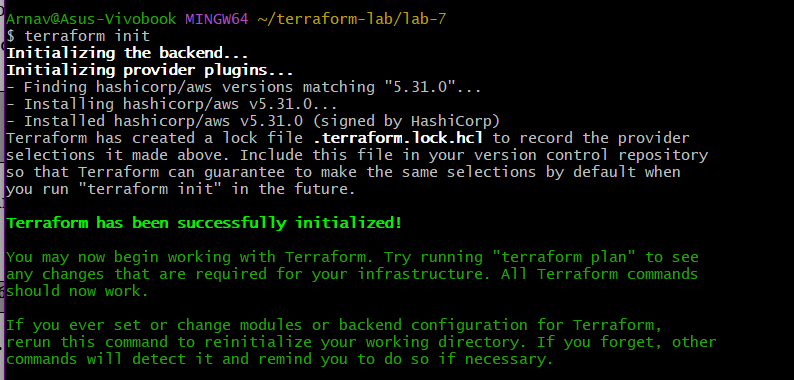 Arnav@Asus-Vivobook MINGW64 ~/terraform-lab/lab-7
$ terraform init
Initializing the backend...
Initializing provider plugins...
- Finding hashicorp/aws versions matching "5.31.0"...
- Installing hashicorp/aws v5.31.0...
- Installed hashicorp/aws v5.31.0 (signed by HashiCorp)
Terraform has created a lock file .terraform.lock.hcl to record the provider
selections it made above. Include this file in your version control repository
so that Terraform can guarantee to make the same selections by default when
you run "terraform init" in the future.
Terraform has been successfully initialized!
You may now begin working with Terraform. Try running "terraform plan" to see
any changes that are required for your infrastructure. All Terraform commands
should now work.
If you ever set or change modules or backend configuration for Terraform,
rerun this command to reinitialize your working directory. If you forget, other
commands will detect it and remind you to do so if necessary.